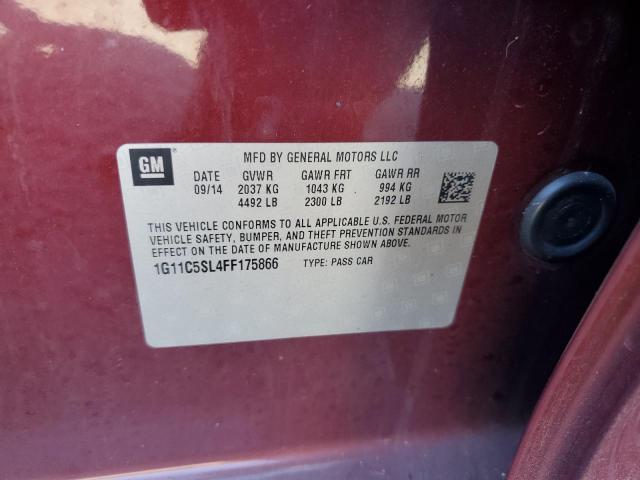 GM
MFD BY GENERAL MOTORS LLC
DATE GVWR GAWR FRT GAWR RR
09/14 2037 KG 1043 KG 994 KG
4492 LB 2300 LB 2192 LB
THIS VEHICLE CONFORMS TO ALL APPLICABLE U.S. FEDERAL MOTOR
VEHICLE SAFETY, BUMPER, AND THEFT PREVENTION STANDARDS IN
EFFECT ON THE DATE OF MANUFACTURE SHOWN ABOVE.
1G11C5SL4FF175866 TYPE: PASS CAR